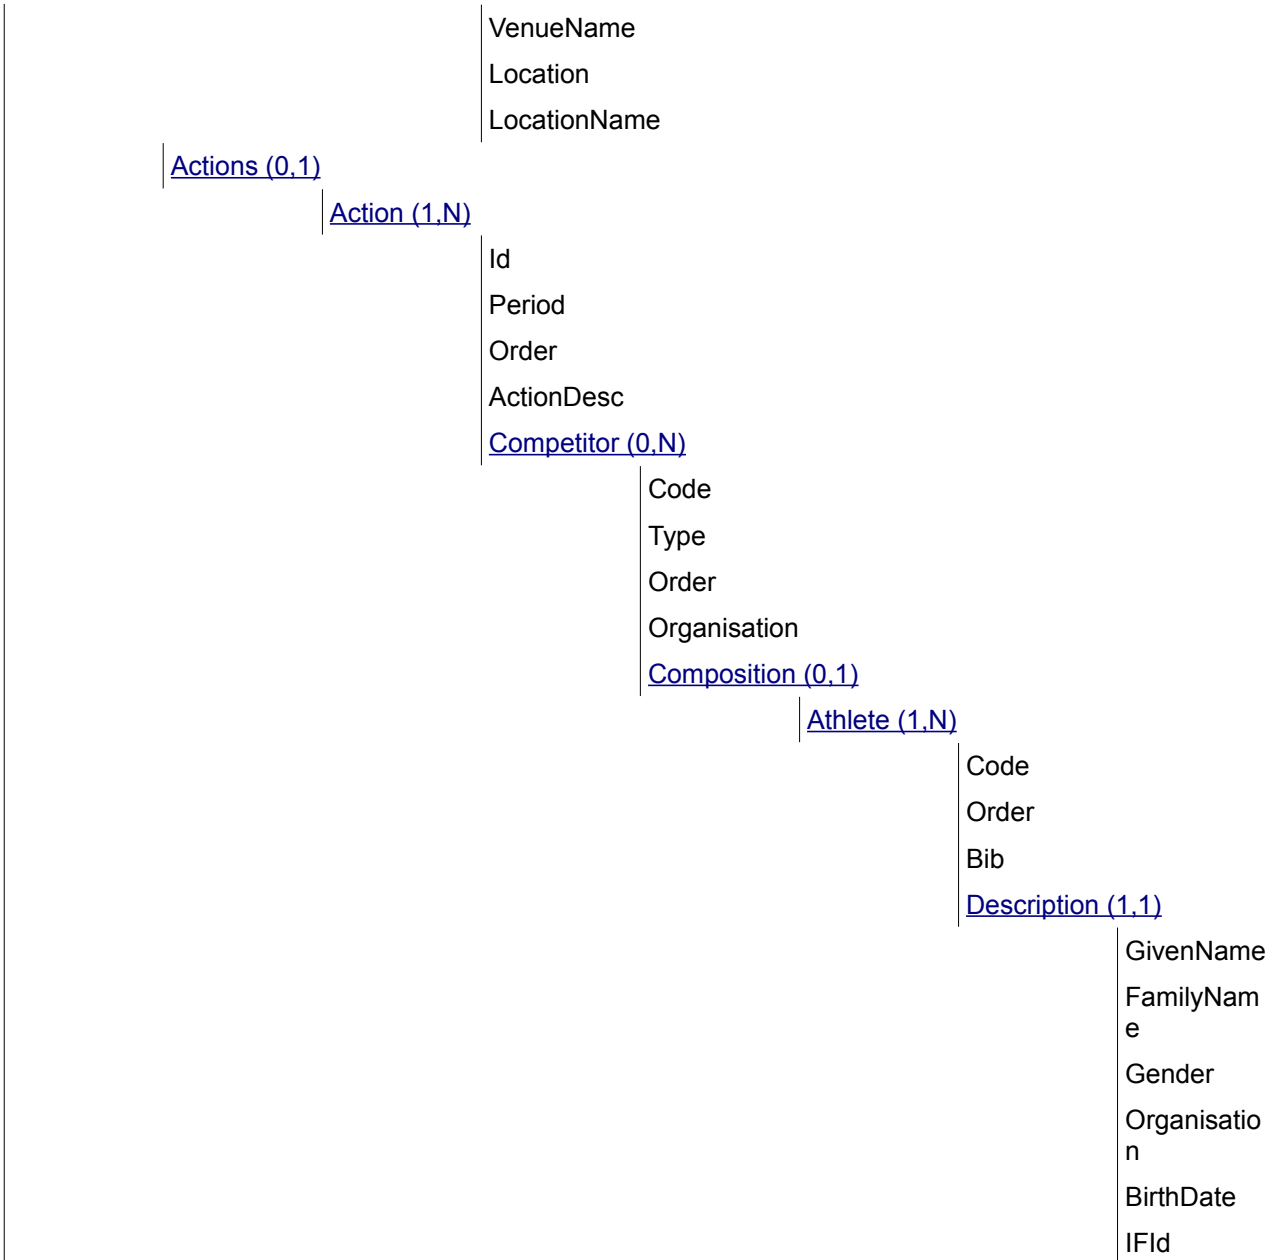 VenueName
Location
LocationName
Actions (0,1)
Action (1,N)
Id
Period
Order
ActionDesc
Competitor (0,N)
Code
Type
Order
Organisation
Composition (0,1)
Athlete (1,N)
Code
Order
Bib
Description (1,1)
GivenName
FamilyNam
e
Gender
Organisatio
n
BirthDate
IFId